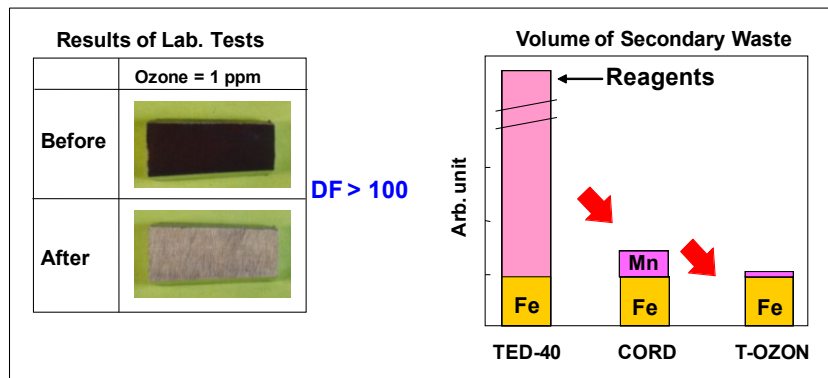 Results of Lab. Tests
Ozone = 1 ppm
Before
After
DF > 100
Volume of Secondary Waste
Reagents
Arb. unit
Mn
Fe
Fe
Fe
TED-40
CORD
T-OZON